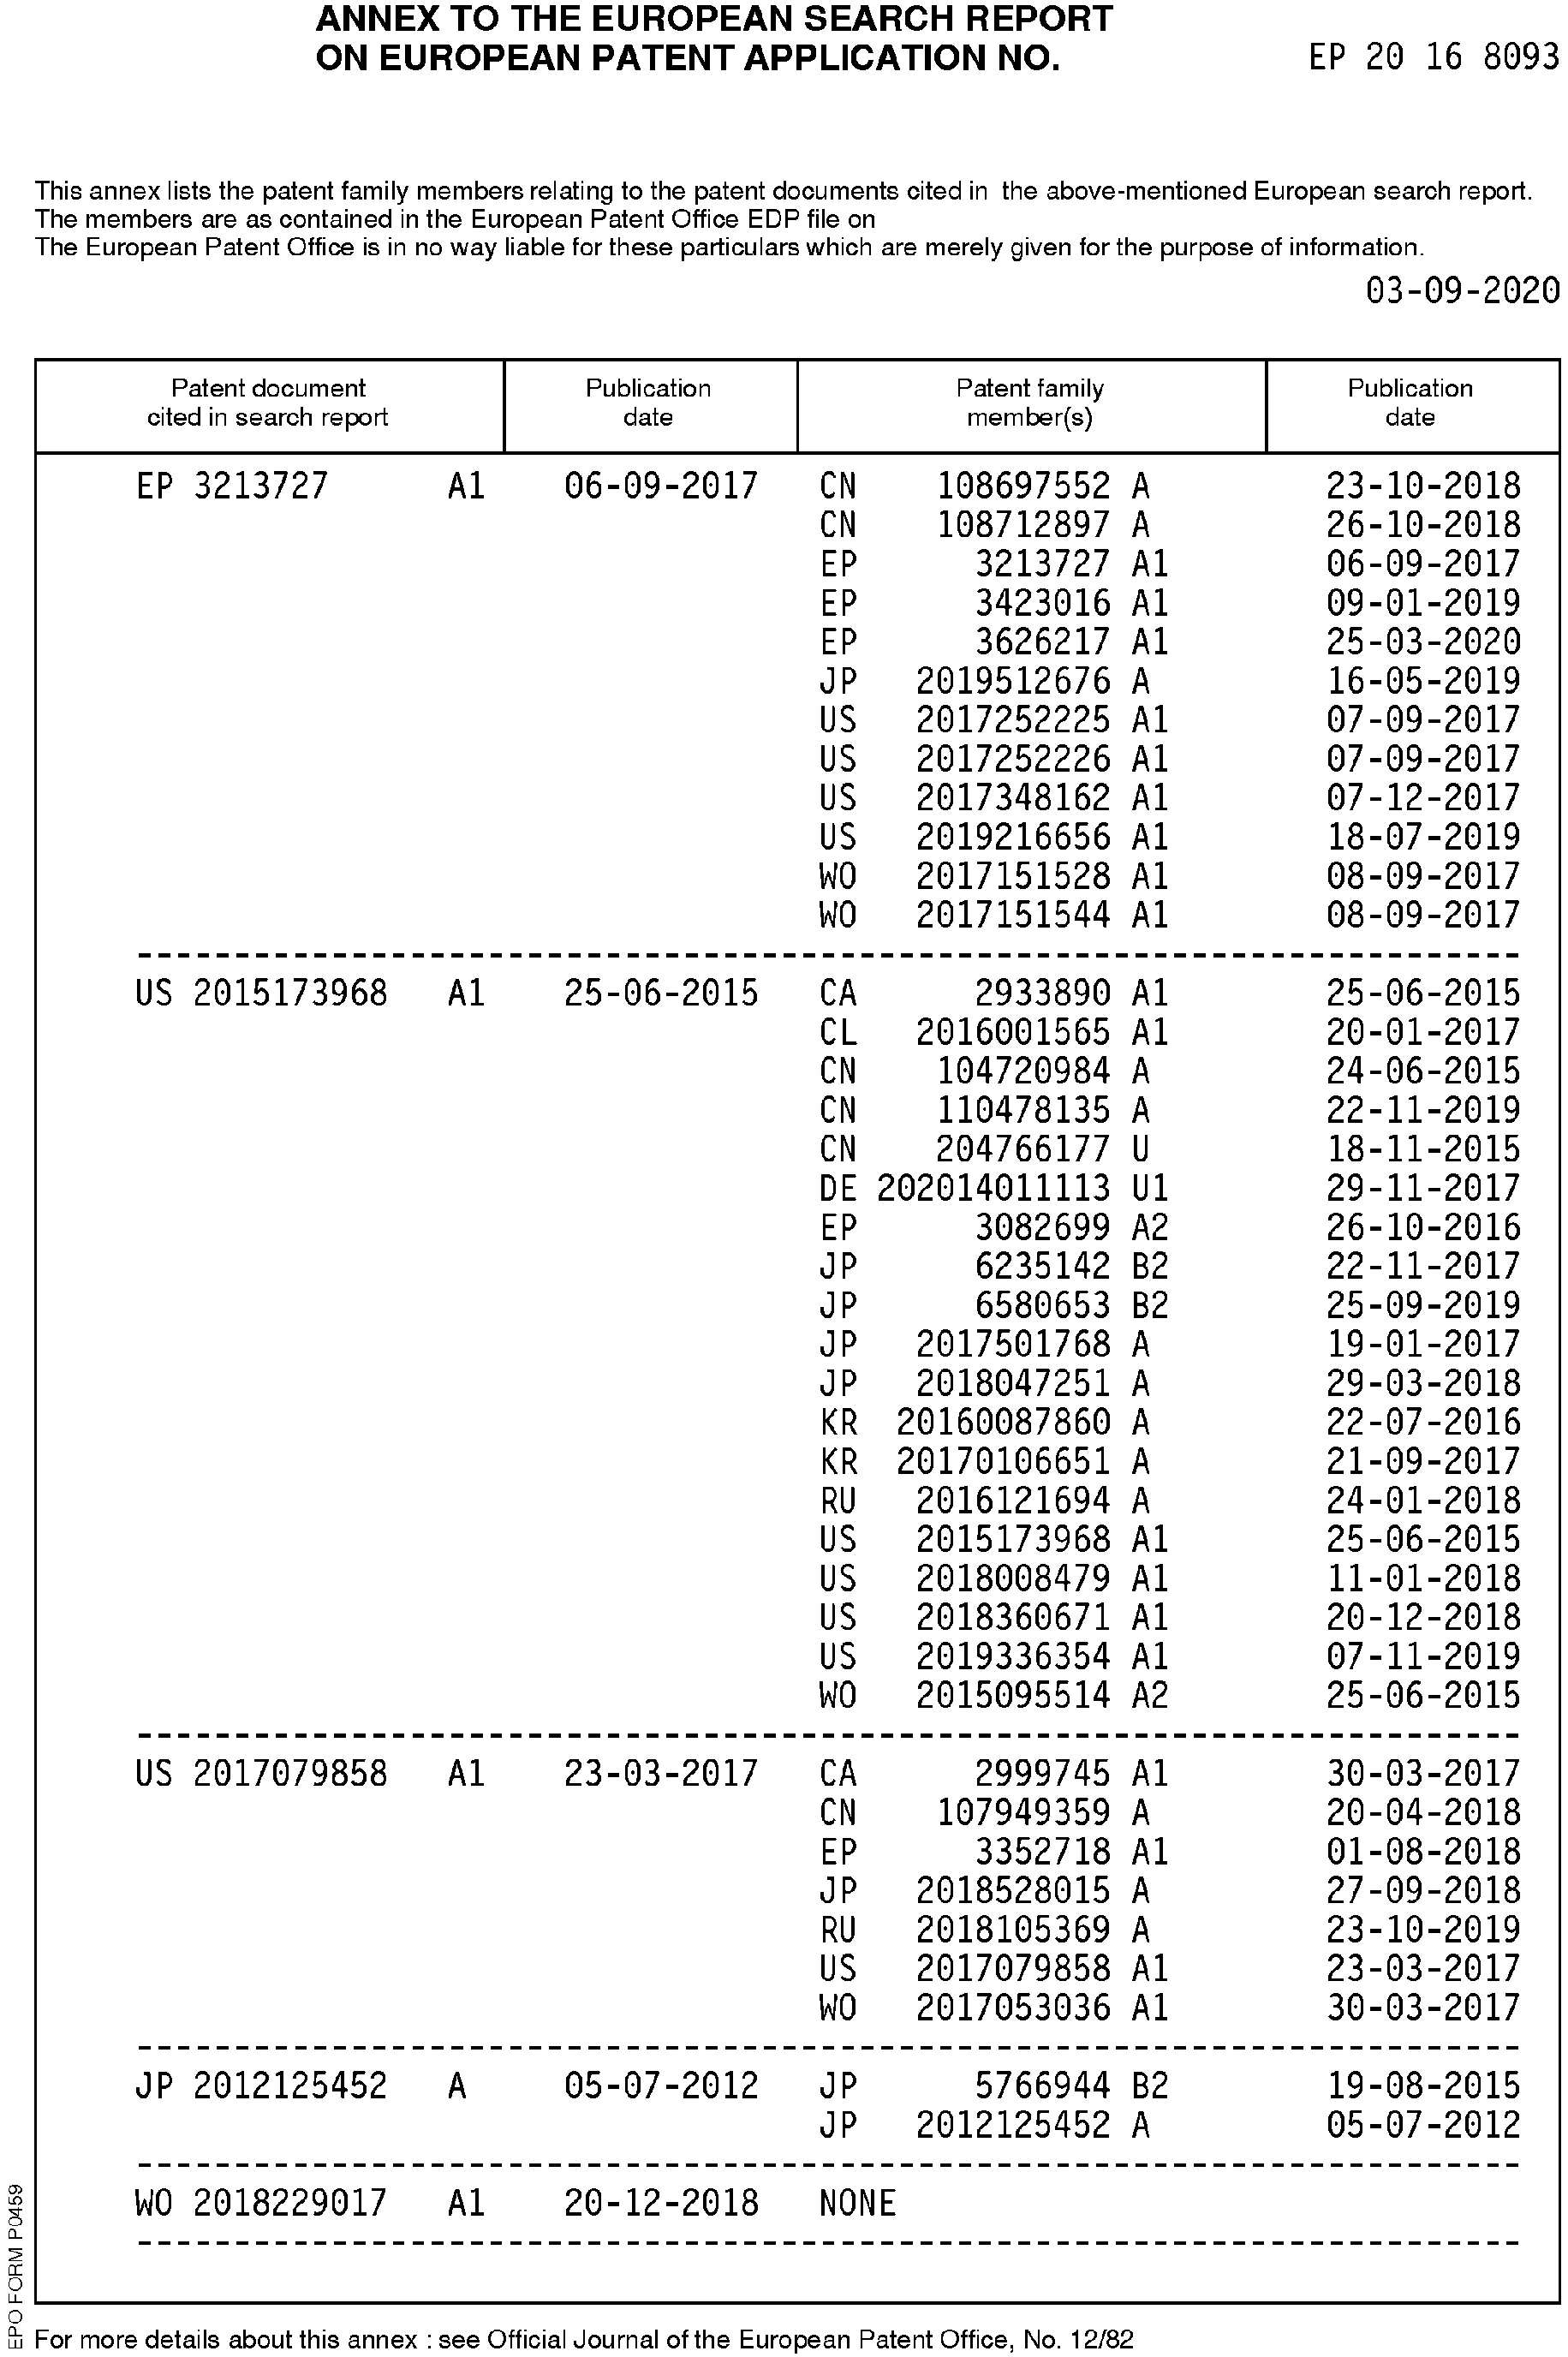 ANNEX TO THE EUROPEAN SEARCH REPORT
ON EUROPEAN PATENT APPLICATION NO. EP 20 16 8093
This annex lists the patent family members relating to the patent documents cited in the above-mentioned European search report.
The members are as contained in the European Patent Office EDP file on
The European Patent Office is in no way liable for these particulars which are merely given for the purpose of information.
03-09-2020
Patent document cited in search report | Publication date | Patent family member(s) | Publication date
EP 3213727 A1 06-09-2017 CN 108697552 A 23-10-2018
CN 108712897 A 26-10-2018
EP 3213727 A1 06-09-2017
EP 3423016 A1 09-01-2019
EP 3626217 A1 25-03-2020
JP 2019512676 A 16-05-2019
US 2017252225 A1 07-09-2017
US 2017252226 A1 07-09-2017
US 2017348162 A1 07-12-2017
US 2019216656 A1 18-07-2019
WO 2017151528 A1 08-09-2017
WO 2017151544 A1 08-09-2017
US 2015173968 A1 25-06-2015 CA 2933890 A1 25-06-2015
CL 2016001565 A1 20-01-2017
CN 104720984 A 24-06-2015
CN 110478135 A 22-11-2019
CN 204766177 U 18-11-2015
DE 202014011113 U1 29-11-2017
EP 3082699 A2 26-10-2016
JP 6235142 B2 22-11-2017
JP 6580653 B2 25-09-2019
JP 2017501768 A 19-01-2017
JP 2018047251 A 29-03-2018
KR 20160087860 A 22-07-2016
KR 20170106651 A 21-09-2017
RU 2016121694 A 24-01-2018
US 2015173968 A1 25-06-2015
US 2018008479 A1 11-01-2018
US 2018360671 A1 20-12-2018
US 2019336354 A1 07-11-2019
WO 2015095514 A2 25-06-2015
US 2017079858 A1 23-03-2017 CA 2999745 A1 30-03-2017
CN 107949359 A 20-04-2018
EP 3352718 A1 01-08-2018
JP 2018528015 A 27-09-2018
RU 2018105369 A 23-10-2019
US 2017079858 A1 23-03-2017
WO 2017053036 A1 30-03-2017
JP 2012125452 A 05-07-2012 JP 5766944 B2 19-08-2015
JP 2012125452 A 05-07-2012
WO 2018229017 A1 20-12-2018 NONE
EPO FORM P0459
For more details about this annex : see Official Journal of the European Patent Office, No. 12/82